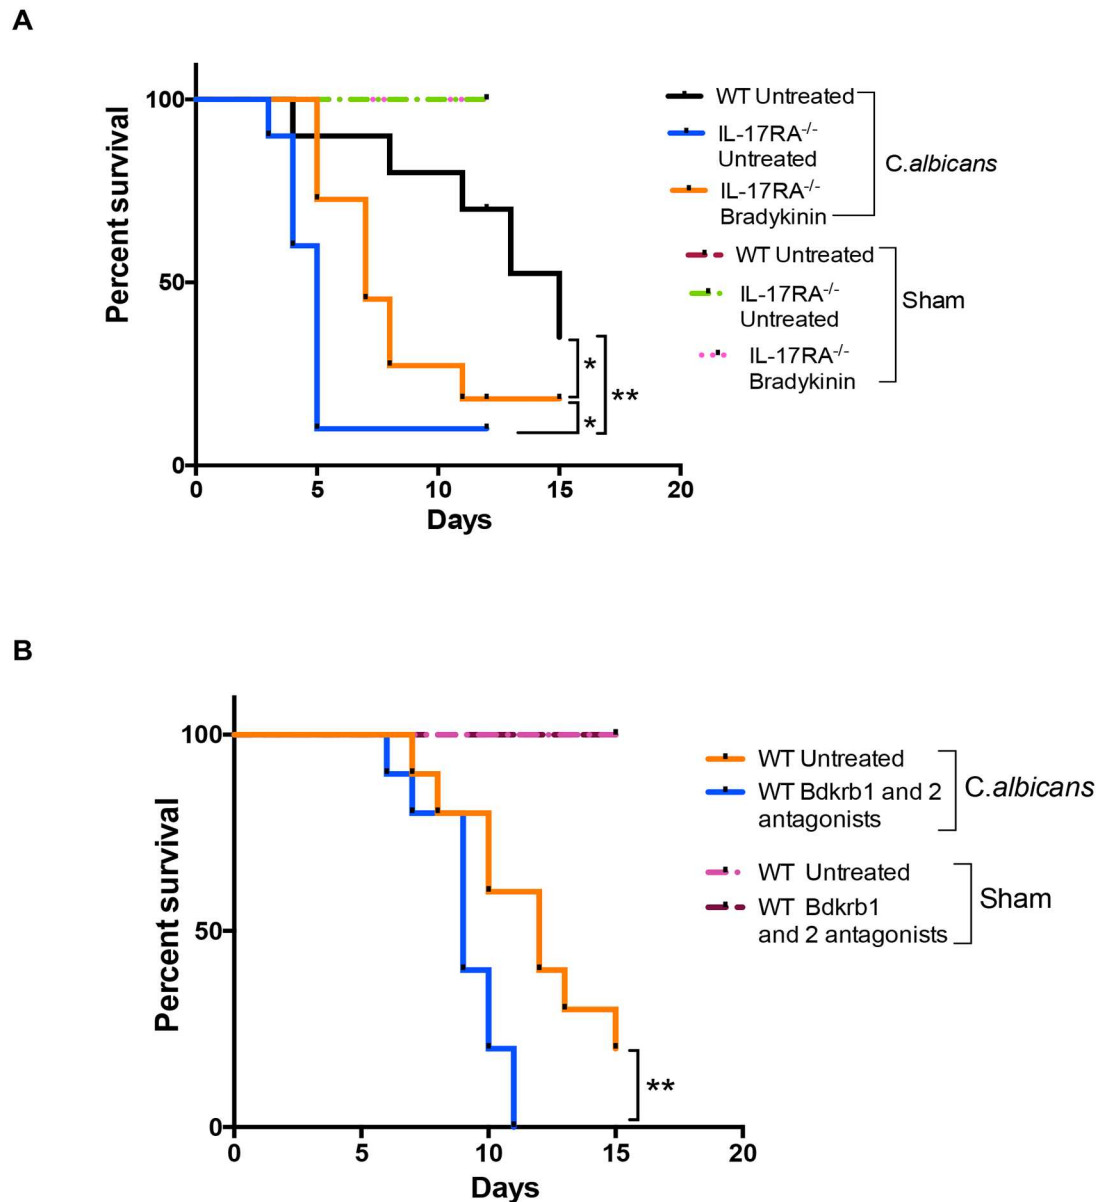 A
Percent survival
100
50
0
0 5 10 15 20
Days
WT Untreated
IL-17RA-/-
Untreated
IL-17RA-/-
Bradykinin
C.albicans
WT Untreated
IL-17RA-/-
Untreated
IL-17RA-/-
Bradykinin
Sham
*
**
*
B
Percent survival
100
50
0
0 5 10 15 20
Days
WT Untreated
WT Bdkrb1 and 2
antagonists
C.albicans
WT Untreated
WT Bdkrb1
and 2 antagonists
Sham
**